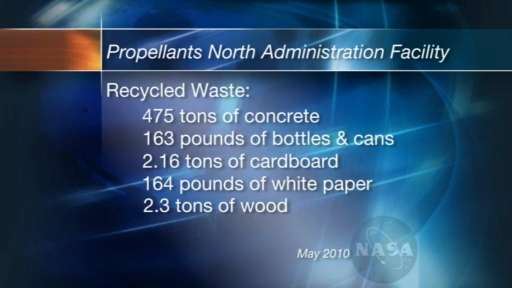 Propellants North Administration Facility
Recycled Waste:
475 tons of concrete
163 pounds of bottles & cans
2.16 tons of cardboard
164 pounds of white paper
2.3 tons of wood
May 2010 NASA